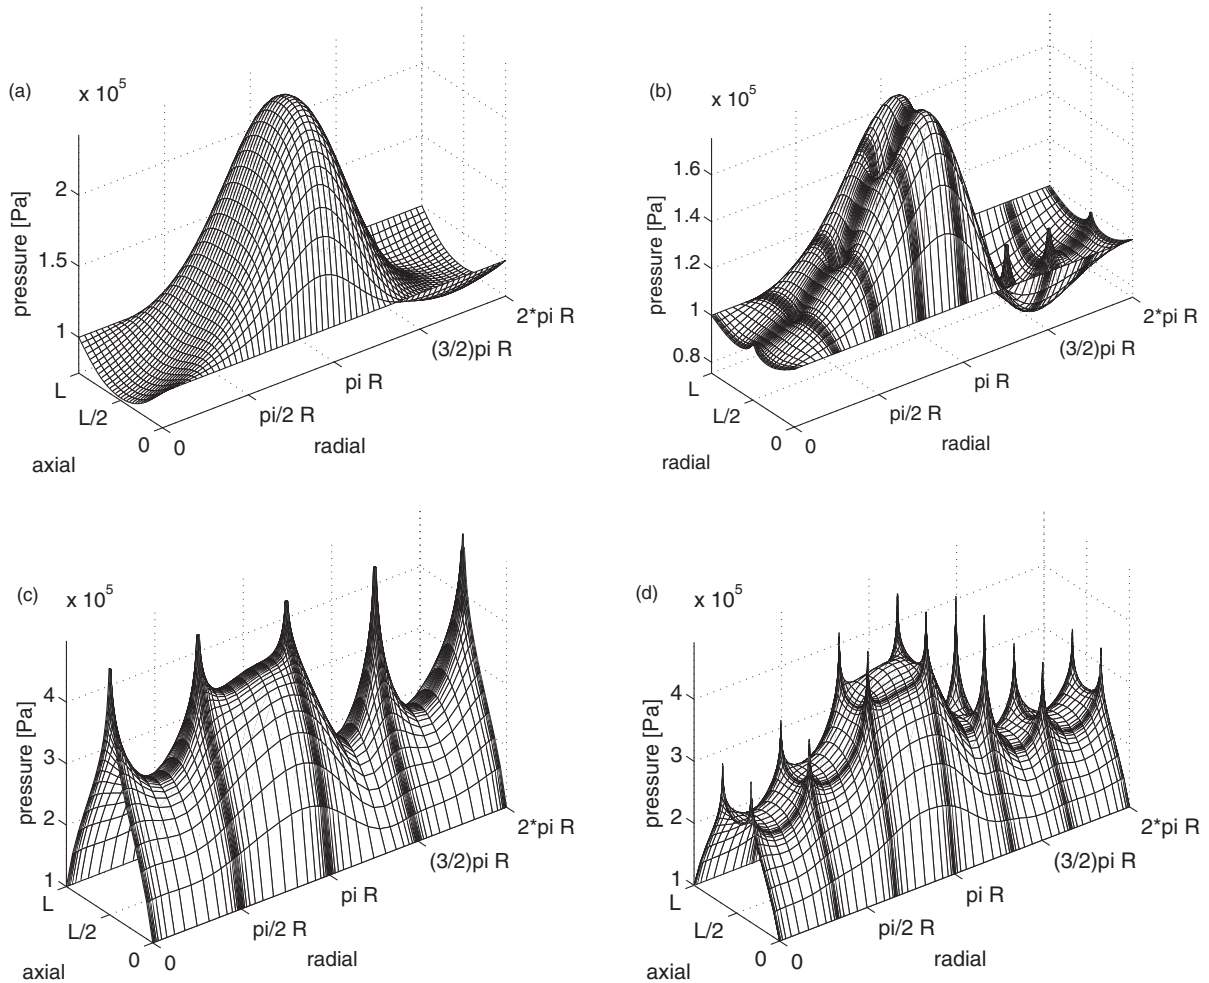 (a)
x 10^5
pressure [Pa]
2
1.5
1
L
L/2
0
axial
0
pi/2 R
pi R
(3/2)pi R
2*pi R
radial
(b)
x 10^5
pressure [Pa]
1.6
1.4
1.2
1
0.8
L
L/2
0
radial
0
pi/2 R
pi R
(3/2)pi R
2*pi R
radial
(c)
x 10^5
pressure [Pa]
4
3
2
1
L
L/2
0
axial
0
pi/2 R
pi R
(3/2)pi R
2*pi R
radial
(d)
x 10^5
pressure [Pa]
4
3
2
1
L
L/2
0
axial
0
pi/2 R
pi R
(3/2)pi R
2*pi R
radial